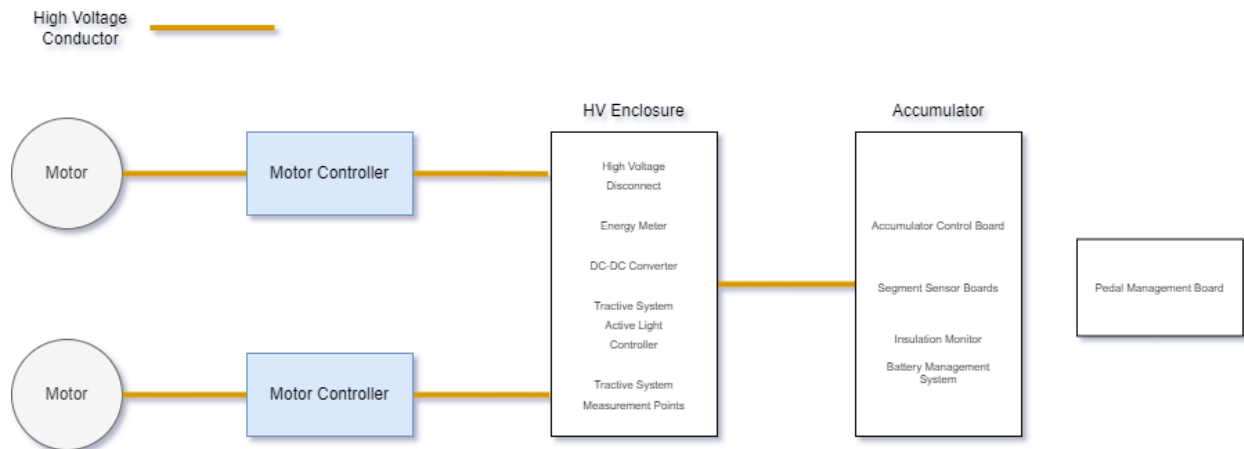 High Voltage
Conductor
HV Enclosure
Accumulator
Motor
Motor Controller
High Voltage
Disconnect
Energy Meter
DC-DC Converter
Tractive System
Active Light
Controller
Tractive System
Measurement Points
Accumulator Control Board
Segment Sensor Boards
Insulation Monitor
Battery Management
System
Pedal Management Board
Motor
Motor Controller